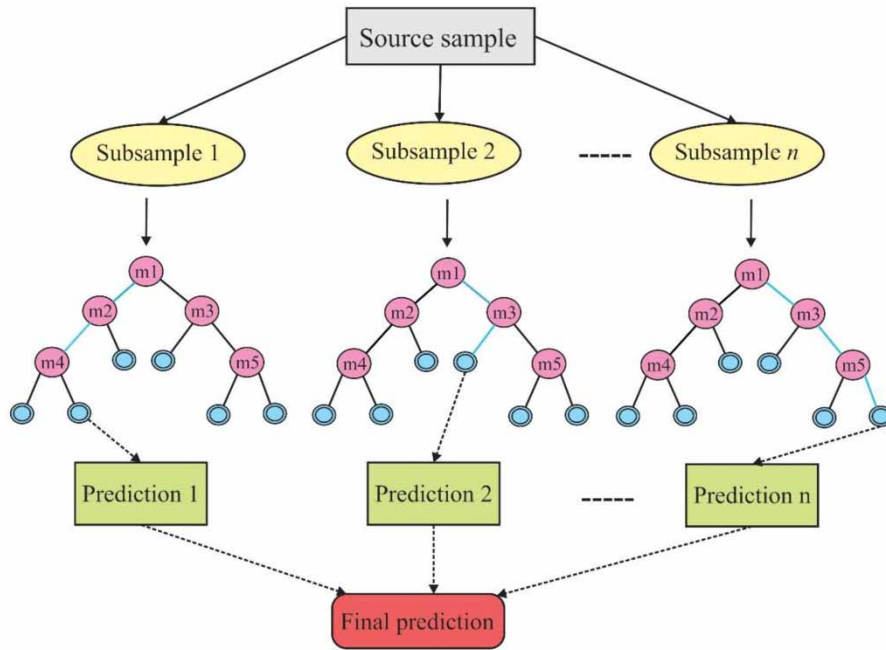 Source sample
Subsample 1
Subsample 2
Subsample n
m1
m1
m1
m2
m3
m2
m3
m2
m3
m4
m5
m4
m5
m4
m5
Prediction 1
Prediction 2
Prediction n
Final prediction